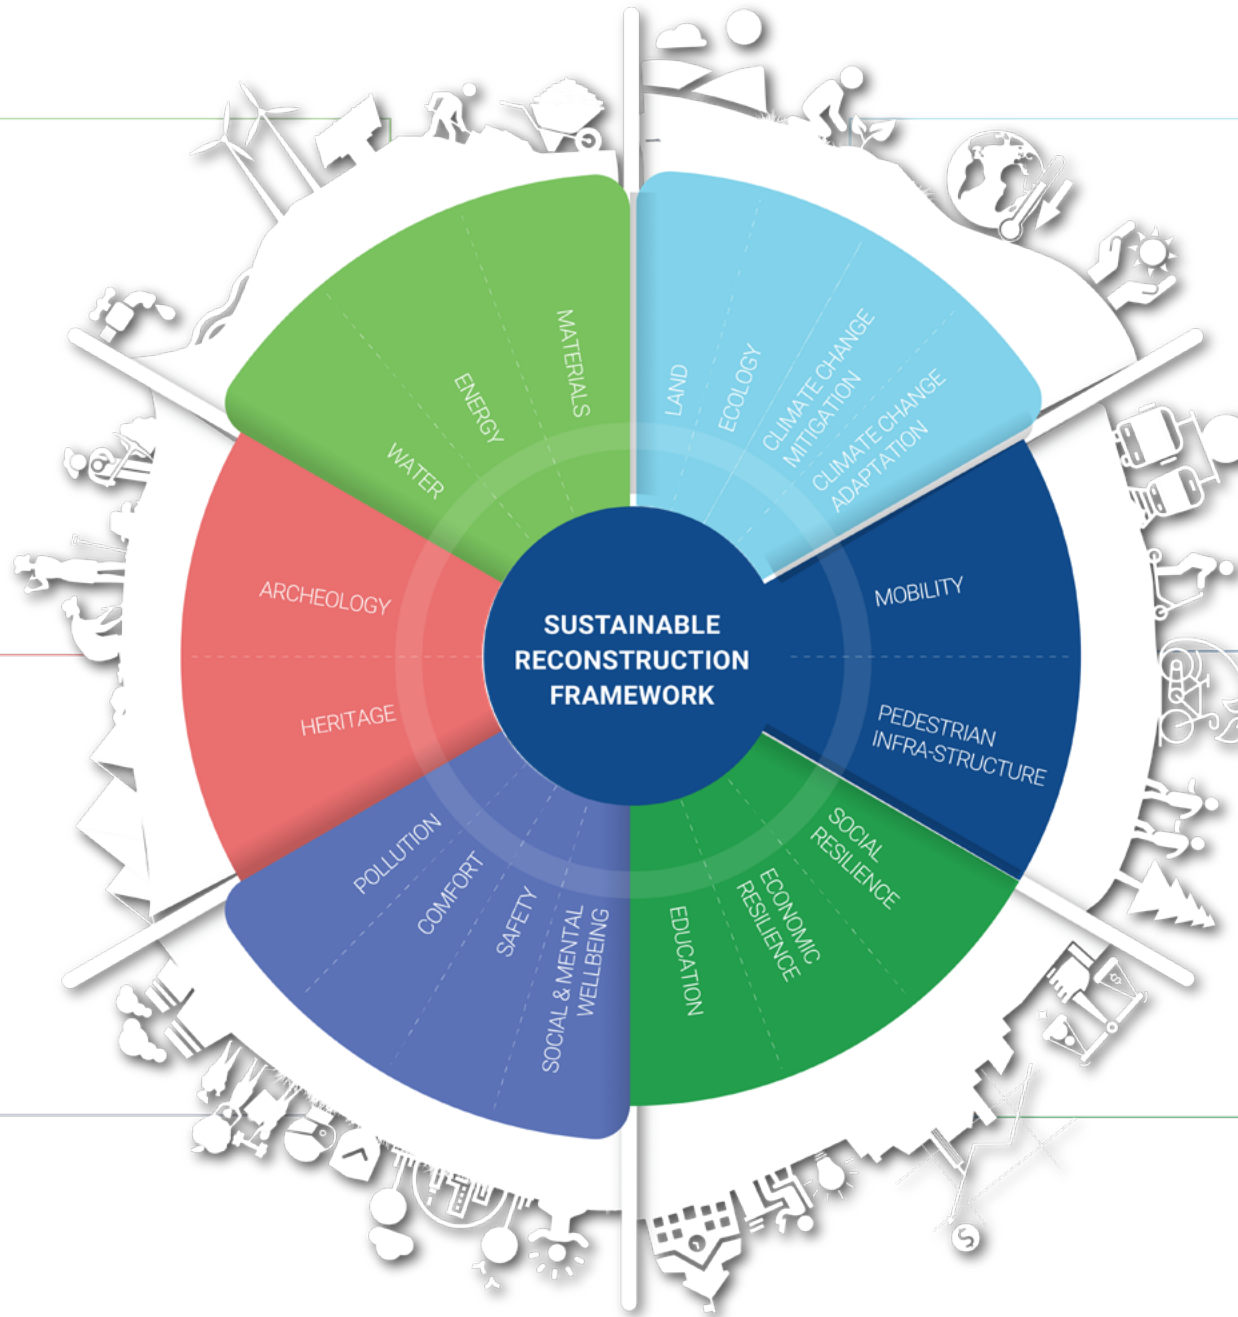 SUSTAINABLE
RECONSTRUCTION
FRAMEWORK
LAND
ECOLOGY
CLIMATE CHANGE
MITIGATION
CLIMATE CHANGE
ADAPTATION
MOBILITY
PEDESTRIAN
INFRA-STRUCTURE
SOCIAL
RESILIENCE
ECONOMIC
RESILIENCE
EDUCATION
SOCIAL & MENTAL
WELLBEING
SAFETY
COMFORT
POLLUTION
HERITAGE
ARCHEOLOGY
WATER
ENERGY
MATERIALS
$
$